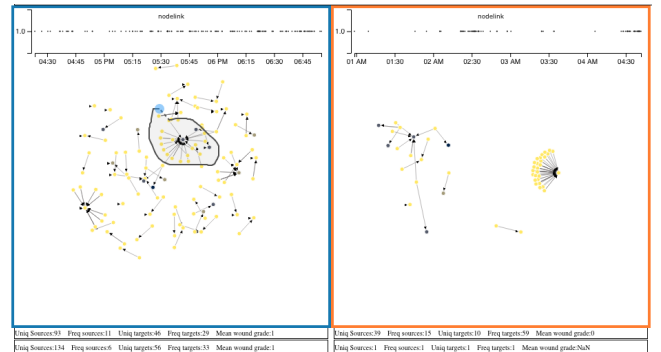 nodelink
1.0
04:30 04:45 05 PM 05:15 05:30 05:45 06 PM 06:15 06:30 06:45
nodelink
1.0
01 AM 01:30 02 AM 02:30 03 AM 03:30 04 AM 04:30
Uniq Sources:93 Freq sources:11 Uniq targets:46 Freq targets:29 Mean wound grade:1
Uniq Sources:39 Freq sources:15 Uniq targets:10 Freq targets:59 Mean wound grade:0
Uniq Sources:134 Freq sources:6 Uniq targets:56 Freq targets:33 Mean wound grade:1
Uniq Sources:1 Freq sources:1 Uniq targets:1 Freq targets:1 Mean wound grade:NaN